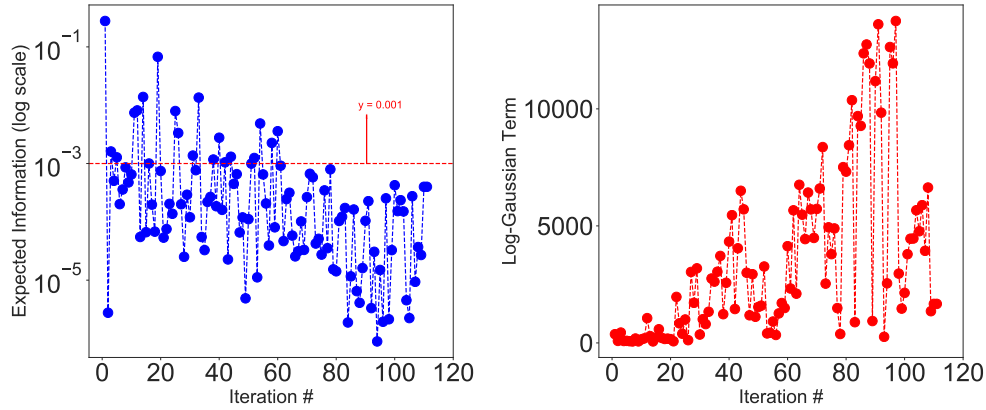 Expected Information (log scale)
10⁻¹
10⁻³
10⁻⁵
y = 0.001
0 20 40 60 80 100 120
Iteration #
Log-Gaussian Term
10000
5000
0
0 20 40 60 80 100 120
Iteration #